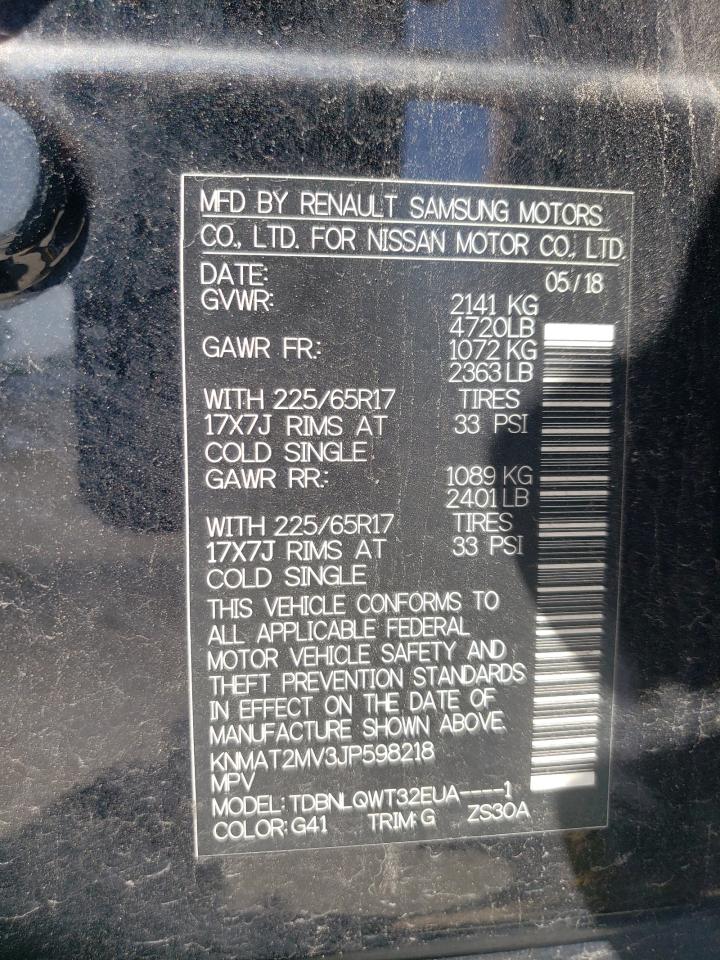 MFD BY RENAULT SAMSUNG MOTORS
CO., LTD. FOR NISSAN MOTOR CO., LTD.
DATE: 05/18
GVWR: 2141 KG
4720LB
GAWR FR: 1072 KG
2363LB
WITH 225/65R17 TIRES
17X7J RIMS AT 33 PSI
COLD SINGLE
GAWR RR: 1089 KG
2401LB
WITH 225/65R17 TIRES
17X7J RIMS AT 33 PSI
COLD SINGLE
THIS VEHICLE CONFORMS TO
ALL APPLICABLE FEDERAL
MOTOR VEHICLE SAFETY AND
THEFT PREVENTION STANDARDS
IN EFFECT ON THE DATE OF
MANUFACTURE SHOWN ABOVE.
KNMAT2MV3JP598218
MPV
MODEL: TDBNLQWT32EUA----1
COLOR: G41 TRIM: G ZS30A